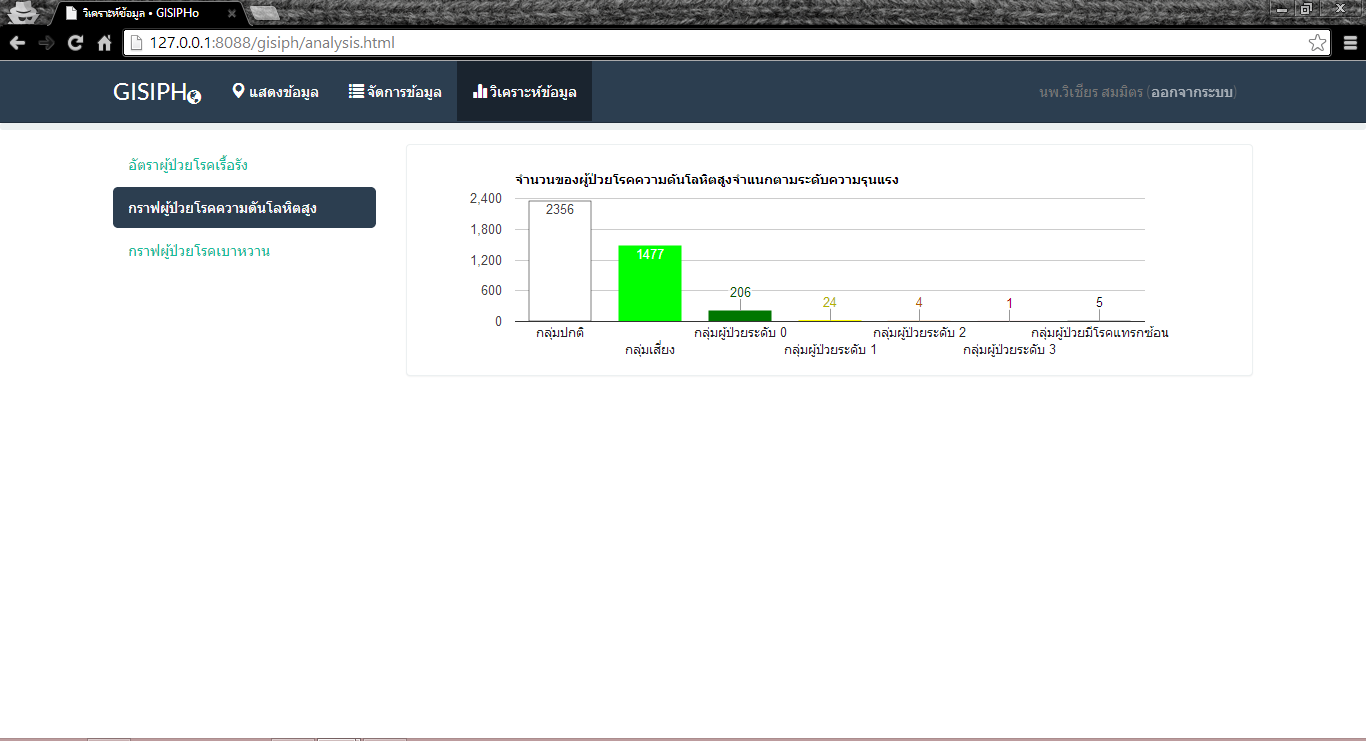 วิเคราะห์ข้อมูล • GISIPHo
127.0.0.1:8088/gisiph/analysis.html
GISIPH แสดงข้อมูล จัดการข้อมูล วิเคราะห์ข้อมูล นพ.วิเชียร สมมิตร (ออกจากระบบ)
อัตราผู้ป่วยโรคเรื้อรัง
กราฟผู้ป่วยโรคความดันโลหิตสูง
กราฟผู้ป่วยโรคเบาหวาน
จำนวนของผู้ป่วยโรคความดันโลหิตสูงจำแนกตามระดับความรุนแรง
2,400
1,800
1,200
600
0
2356
1477
206
24
4
1
5
กลุ่มปกติ
กลุ่มเสี่ยง
กลุ่มผู้ป่วยระดับ 0
กลุ่มผู้ป่วยระดับ 1
กลุ่มผู้ป่วยระดับ 2
กลุ่มผู้ป่วยระดับ 3
กลุ่มผู้ป่วยมีโรคแทรกซ้อน